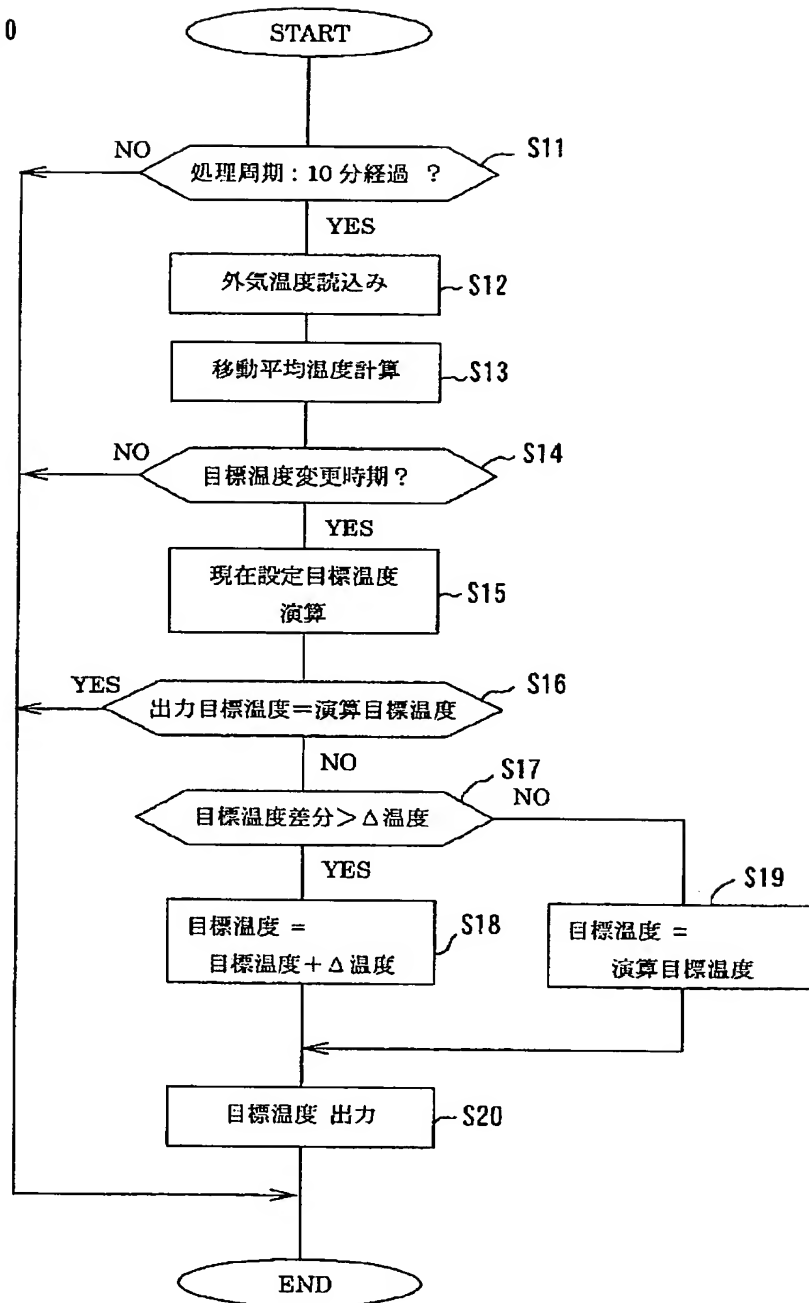 0
START
NO
処理周期：10分経過 ？
S11
YES
外気温度読込み
S12
移動平均温度計算
S13
NO
目標温度変更時期？
S14
YES
現在設定目標温度
演算
S15
YES
出力目標温度＝演算目標温度
S16
NO
目標温度差分＞Δ温度
S17
NO
YES
目標温度 ＝
目標温度＋Δ温度
S18
目標温度 ＝
演算目標温度
S19
目標温度 出力
S20
END